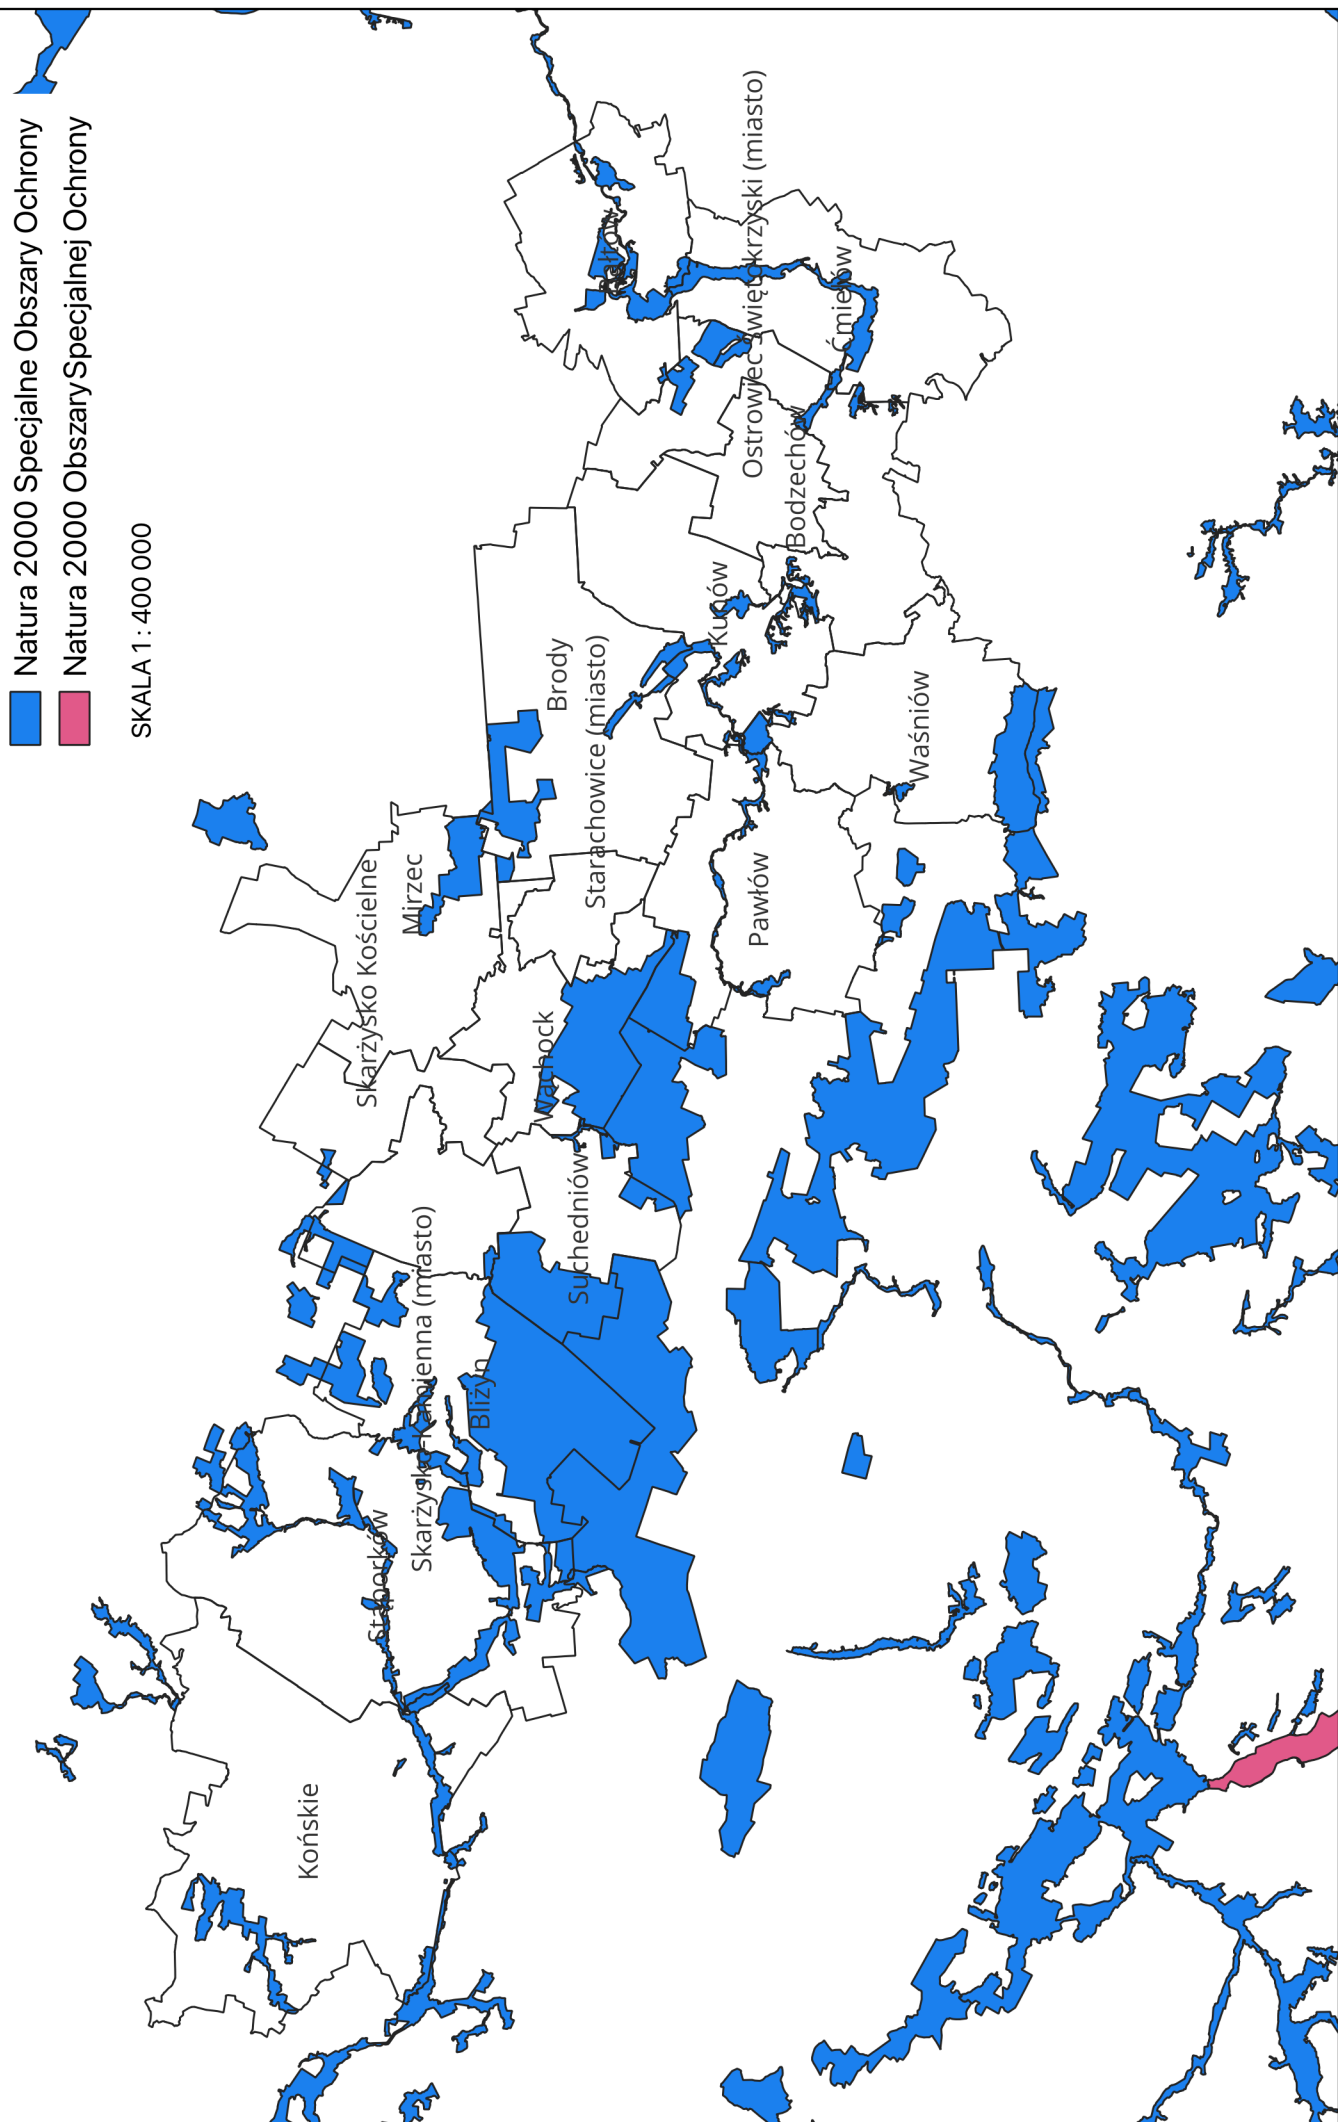 Natura 2000 Specjalne Obszary Ochrony
Natura 2000 Obszary Specjalnej Ochrony
SKALA 1 : 400 000
Końskie
Stąporków
Skarżysko-Kamienna (miasto)
Bliżyn
Suchedniów
Skarżysko Kościelne
Mirzec
Wąchock
Starachowice (miasto)
Brody
Pawłów
Waśniów
Kunów
Bodzechów
Ostrowiec Świętokrzyski (miasto)
Ćmielów
Bałtów